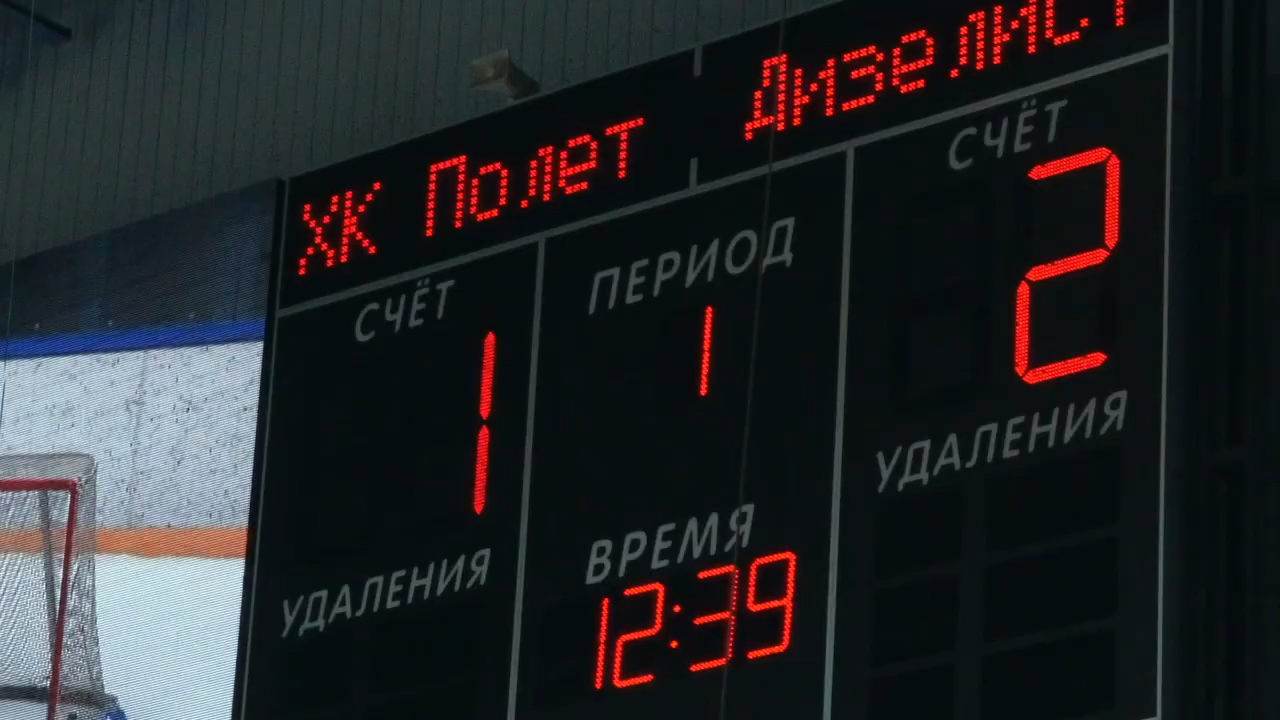 ХК Полет Дизелист
СЧЁТ ПЕРИОД СЧЁТ
1 1 2
УДАЛЕНИЯ ВРЕМЯ УДАЛЕНИЯ
12:39